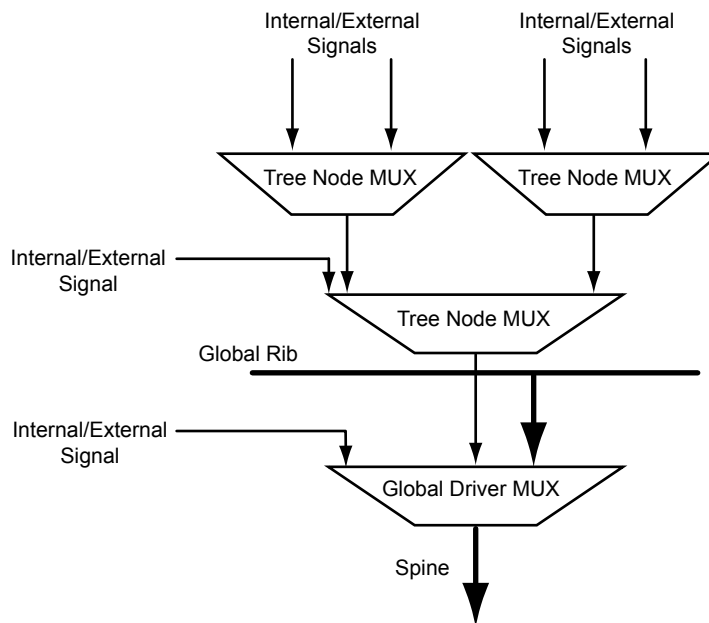 Internal/External
Signals
Internal/External
Signals
Tree Node MUX
Tree Node MUX
Internal/External
Signal
Tree Node MUX
Global Rib
Internal/External
Signal
Global Driver MUX
Spine